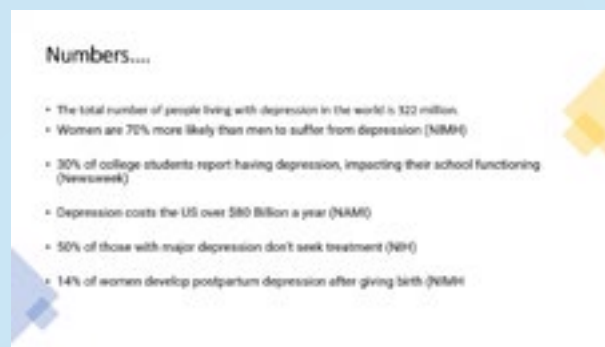 Numbers....
• The total number of people living with depression in the world is 322 million.
• Women are 70% more likely than men to suffer from depression (NIMH)
• 30% of college students report having depression, impacting their school functioning
(Newsweek)
• Depression costs the US over $80 Billion a year (NAMI)
• 50% of those with major depression don't seek treatment (NIH)
• 14% of women develop postpartum depression after giving birth (NIMH